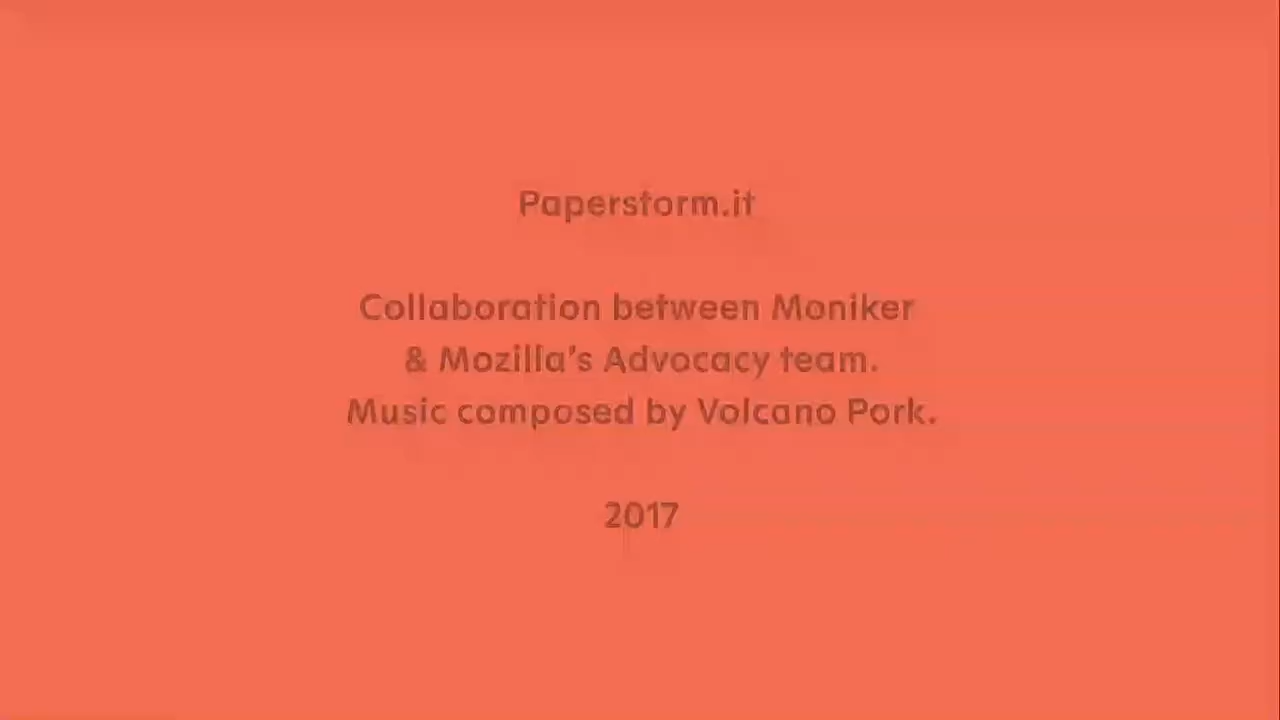 Paperstorm.it
Collaboration between Moniker
& Mozilla's Advocacy team.
Music composed by Volcano Pork.
2017